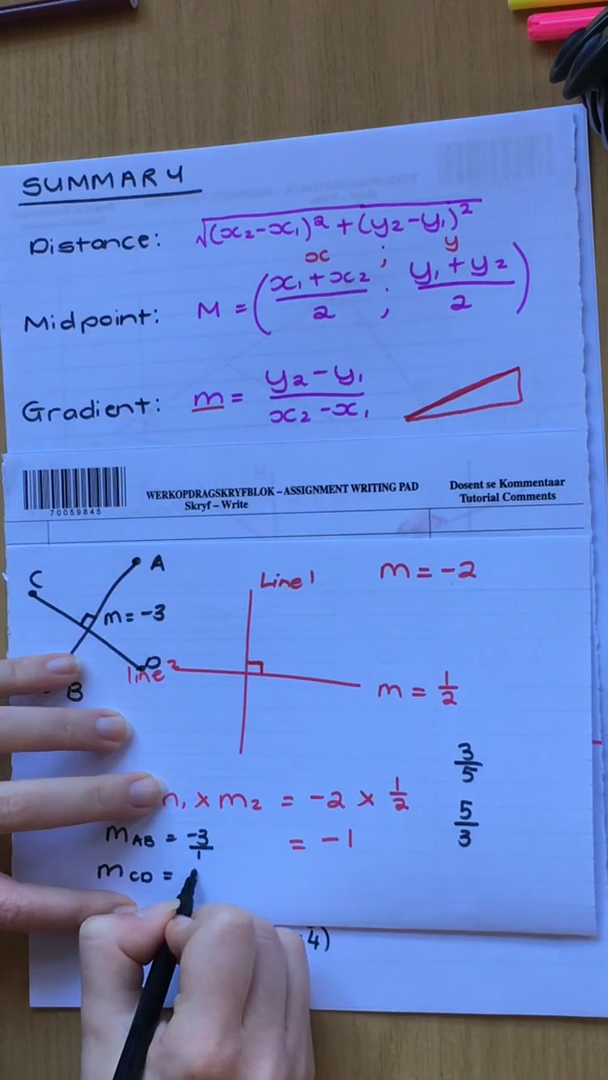 SUMMARY
Distance: √(x₂-x₁)² + (y₂-y₁)²
x ; y
Midpoint: M = (x₁ + x₂ / 2 ; y₁ + y₂ / 2)
Gradient: m = y₂ - y₁ / x₂ - x₁
70059845
WERKOPDRAGSKRYFBLOK – ASSIGNMENT WRITING PAD
Skryf – Write
Dosent se Kommentaar
Tutorial Comments
C
A
m = -3
D
B
Line 1
m = -2
line 2
m = 1/2
3/5
5/3
x m₂ = -2 x 1/2
= -1
m AB = -3/1
m CD =
4)